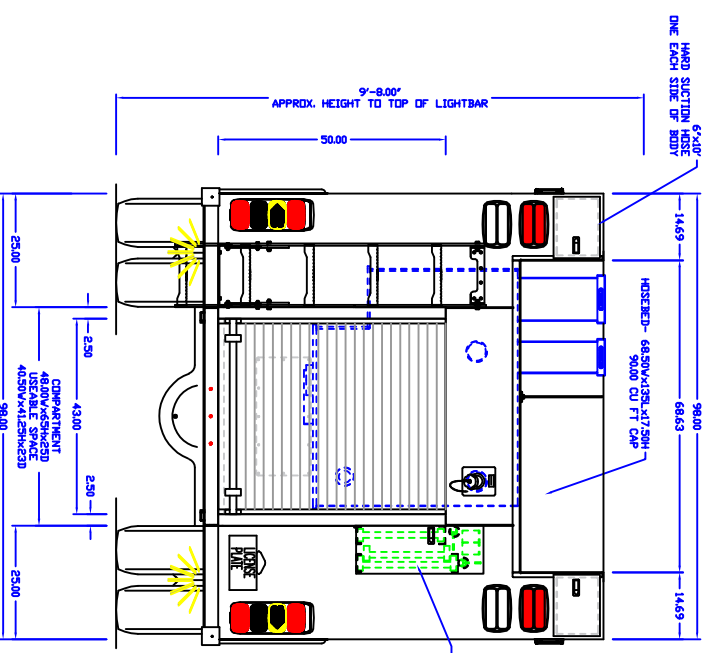 6"x10'
HARD SUCTION HOSE
ONE EACH SIDE OF BODY
98.00
14.69
68.63
14.69
HOSEBED- 68.50Wx135Lx17.50H
90.00 CU FT CAP
9'-8.00"
APPROX. HEIGHT TO TOP OF LIGHTBAR
50.00
LICENSE
PLATE
25.00
2.50
43.00
2.50
25.00
COMPARTMENT
48.00Wx65Hx25D
USEABLE SPACE
40.50Wx41.25Hx23D
98.00